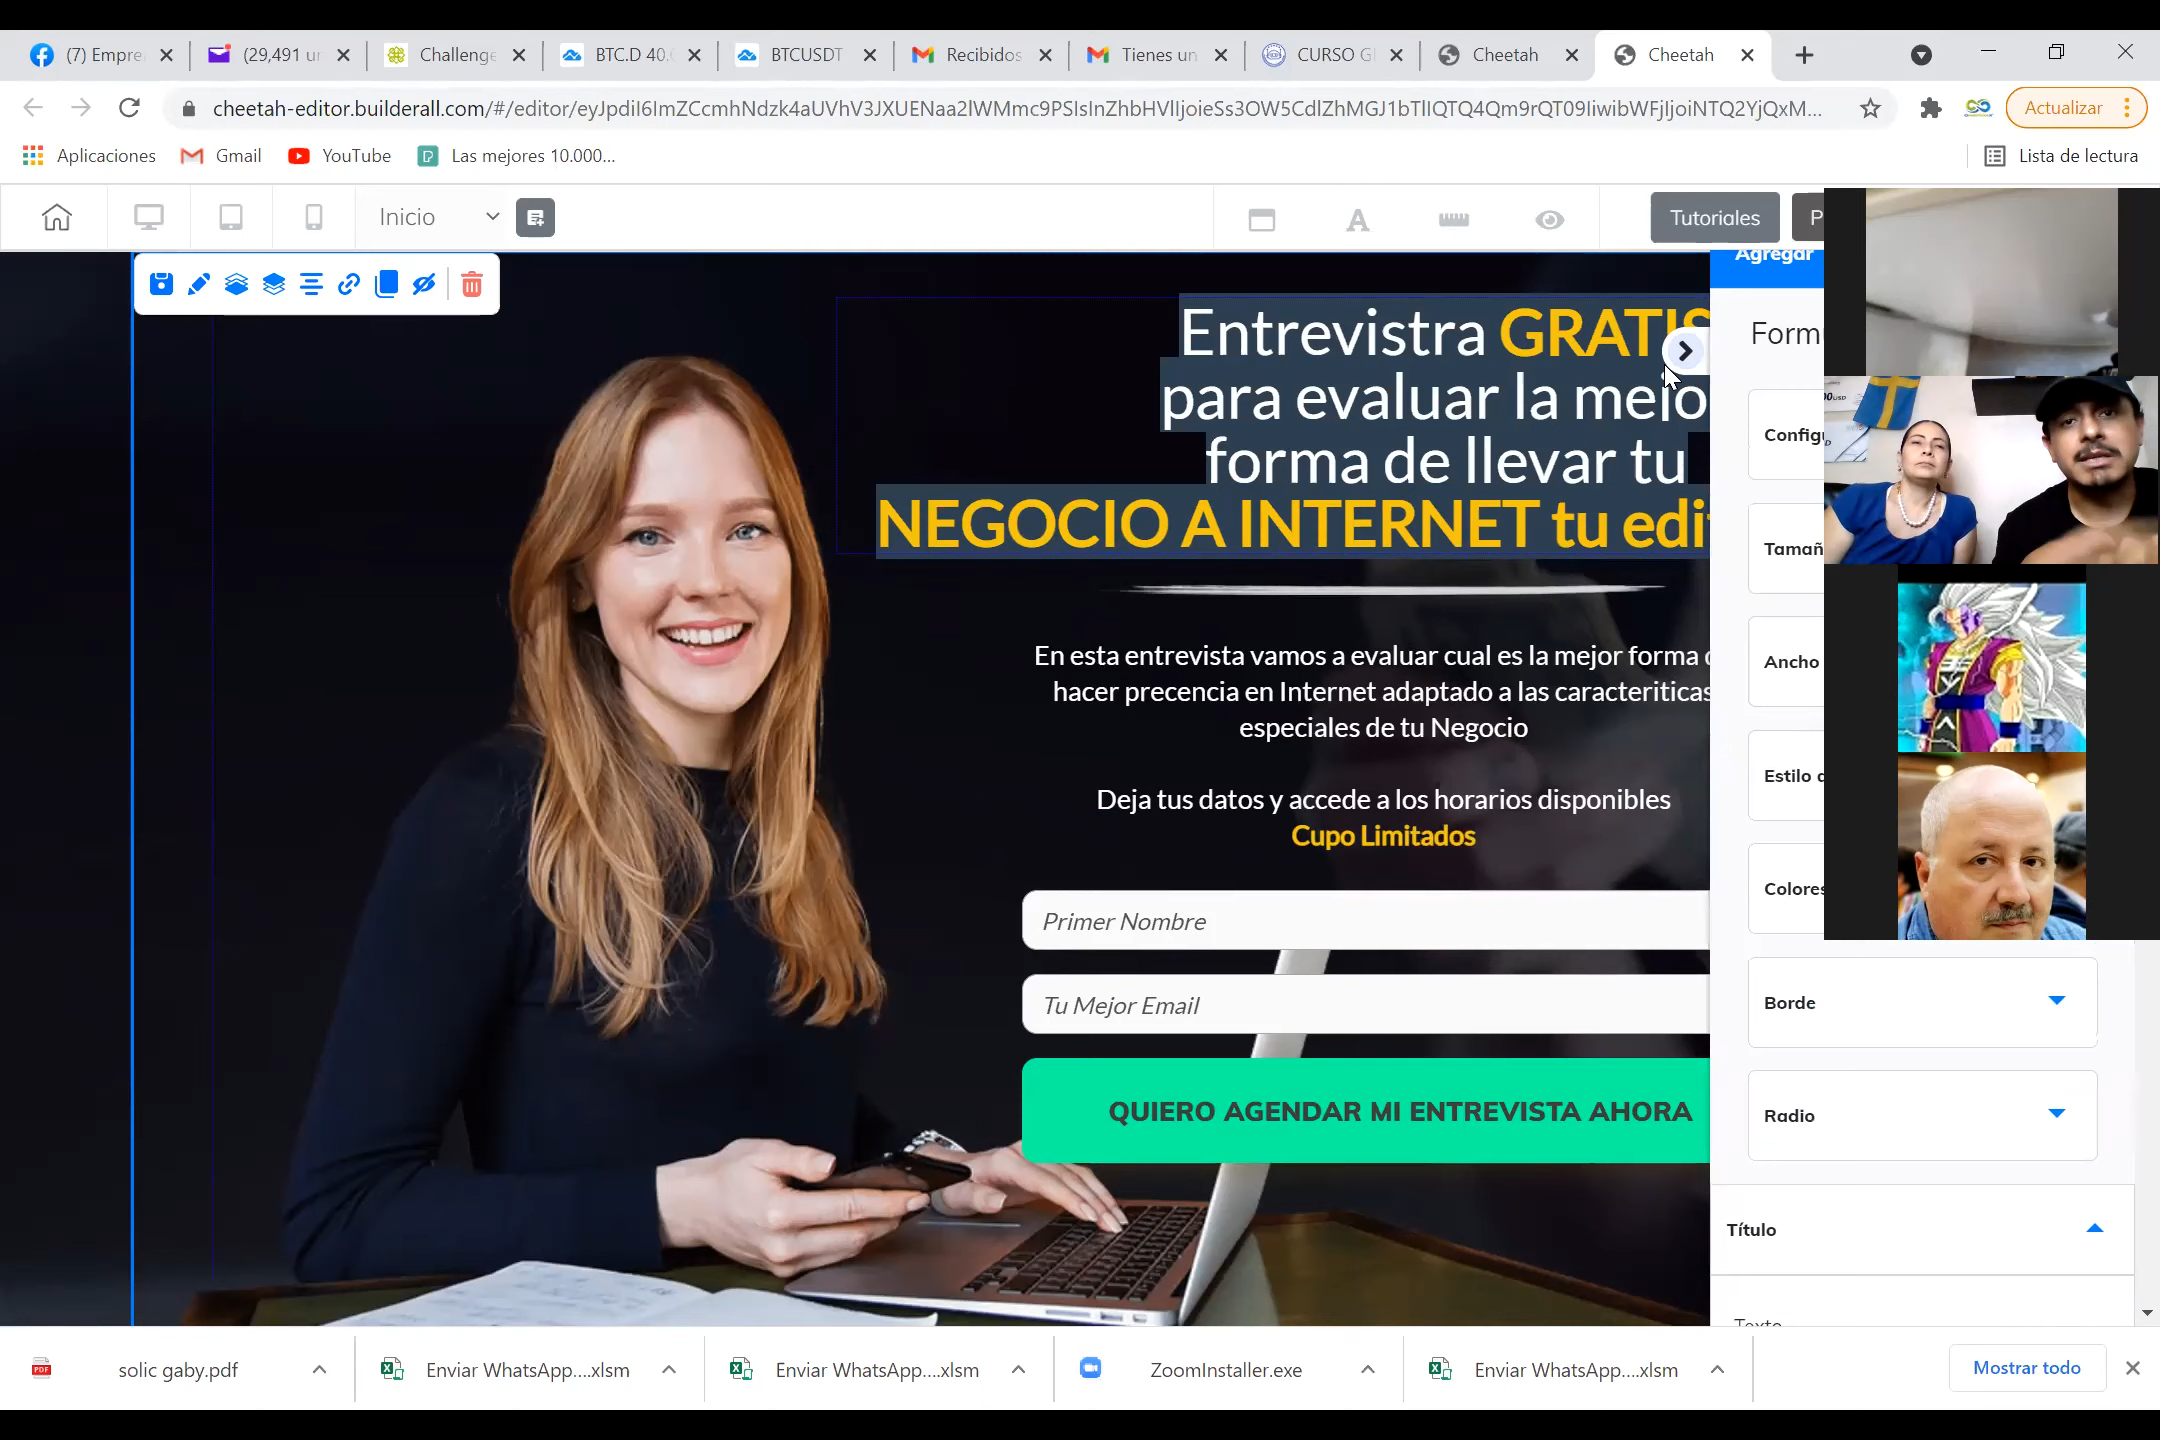 (7) Empre
(29,491 un
Challenge
BTC.D 40.
BTCUSDT
Recibidos
Tienes un
CURSO G
Cheetah
Cheetah
cheetah-editor.builderall.com/#/editor/
Actualizar
Aplicaciones
Gmail
YouTube
Las mejores 10.000...
Lista de lectura
Inicio
Tutoriales
P
Agregar
Entrevistra GRATIS
para evaluar la mejo
forma de llevar tu
NEGOCIO A INTERNET tu edi
En esta entrevista vamos a evaluar cual es la mejor forma
hacer precencia en Internet adaptado a las caracteriticas
especiales de tu Negocio
Deja tus datos y accede a los horarios disponibles
Cupo Limitados
Primer Nombre
Tu Mejor Email
QUIERO AGENDAR MI ENTREVISTA AHORA
Form
Config
Tamañ
Ancho
Estilo
Colores
Borde
Radio
Título
Texto
solic gaby.pdf
Enviar WhatsApp....xlsm
Enviar WhatsApp....xlsm
ZoomInstaller.exe
Enviar WhatsApp....xlsm
Mostrar todo